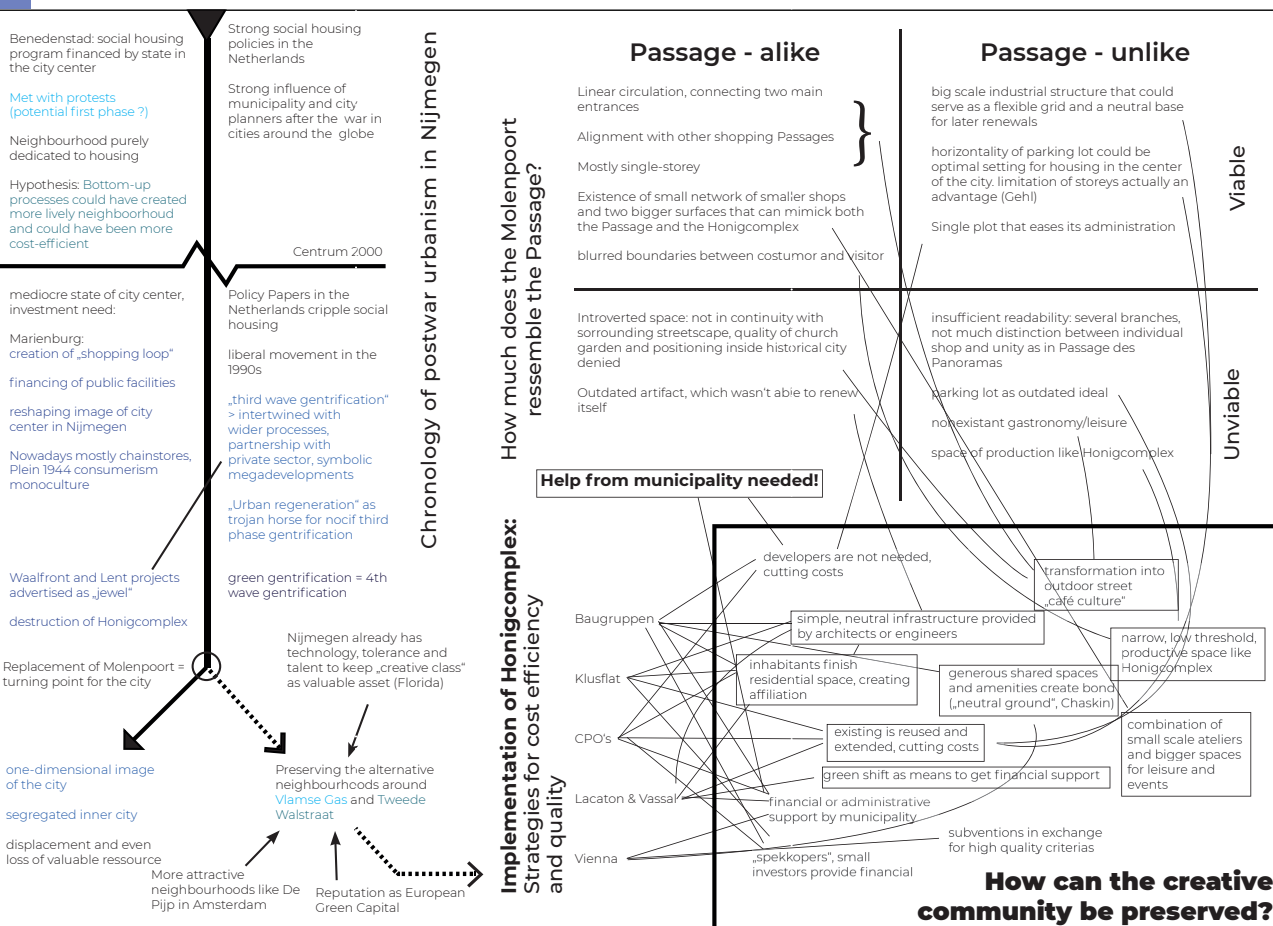 Benedenstad: social housing
program financed by state in
the city center
Met with protests
(potential first phase ?)
Neighbourhood purely
dedicated to housing
Hypothesis: Bottom-up
processes could have created
more lively neighboorhoud
and could have been more
cost-efficient
Strong social housing
policies in the
Netherlands
Strong influence of
municipality and city
planners after the war in
cities around the globe
Centrum 2000
mediocre state of city center,
investment need:
Marienburg:
creation of „shopping loop“
financing of public facilities
reshaping image of city
center in Nijmegen
Nowadays mostly chainstores,
Plein 1944 consumerism
monoculture
Waalfront and Lent projects
advertised as „jewel“
destruction of Honigcomplex
Policy Papers in the
Netherlands cripple social
housing
liberal movement in the
1990s
„third wave gentrification“
> intertwined with
wider processes,
partnership with
private sector, symbolic
megadevelopments
„Urban regeneration“ as
trojan horse for nocif third
phase gentrification
green gentrification = 4th
wave gentrification
Replacement of Molenpoort =
turning point for the city
Nijmegen already has
technology, tolerance and
talent to keep „creative class“
as valuable asset (Florida)
one-dimensional image
of the city
segregated inner city
displacement and even
loss of valuable ressource
Preserving the alternative
neighbourhoods around
Vlamse Gas and Tweede
Walstraat
More attractive
neighbourhoods like De
Pijp in Amsterdam
Reputation as European
Green Capital
Chronology of postwar urbanism in Nijmegen
How much does the Molenpoort
ressemble the Passage?
Passage - alike
Passage - unlike
Linear circulation, connecting two main
entrances
Alignment with other shopping Passages
}
Mostly single-storey
Existence of small network of smaller shops
and two bigger surfaces that can mimick both
the Passage and the Honigcomplex
blurred boundaries between costumor and visitor
big scale industrial structure that could
serve as a flexible grid and a neutral base
for later renewals
horizontality of parking lot could be
optimal setting for housing in the center
of the city. limitation of storeys actually an
advantage (Gehl)
Single plot that eases its administration
Viable
Introverted space: not in continuity with
sorrounding streetscape, quality of church
garden and positioning inside historical city
denied
Outdated artifact, which wasn't able to renew
itself
insufficient readability: several branches,
not much distinction between individual
shop and unity as in Passage des
Panoramas
parking lot as outdated ideal
nonexistant gastronomy/leisure
space of production like Honigcomplex
Unviable
Help from municipality needed!
Implementation of Honigcomplex:
Strategies for cost efficiency
and quality
Baugruppen
Klusflat
CPO's
Lacaton & Vassal
Vienna
developers are not needed,
cutting costs
simple, neutral infrastructure provided
by architects or engineers
inhabitants finish
residential space, creating
affiliation
generous shared spaces
and amenities create bond
(„neutral ground“, Chaskin)
existing is reused and
extended, cutting costs
green shift as means to get financial support
financial or administrative
support by municipality
„spekkopers“, small
investors provide financial
subventions in exchange
for high quality criterias
transformation into
outdoor street
„café culture“
narrow, low threshold,
productive space like
Honigcomplex
combination of
small scale ateliers
and bigger spaces
for leisure and
events
How can the creative
community be preserved?